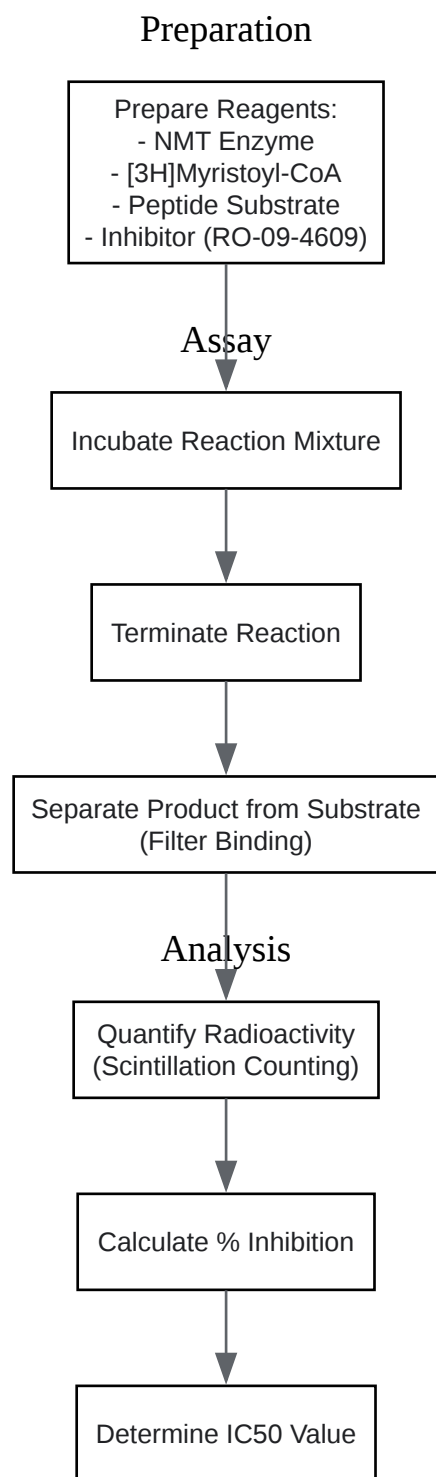 Preparation
Prepare Reagents:
- NMT Enzyme
- [3H]Myristoyl-CoA
- Peptide Substrate
- Inhibitor (RO-09-4609)
Assay
Incubate Reaction Mixture
Terminate Reaction
Separate Product from Substrate
(Filter Binding)
Analysis
Quantify Radioactivity
(Scintillation Counting)
Calculate % Inhibition
Determine IC50 Value